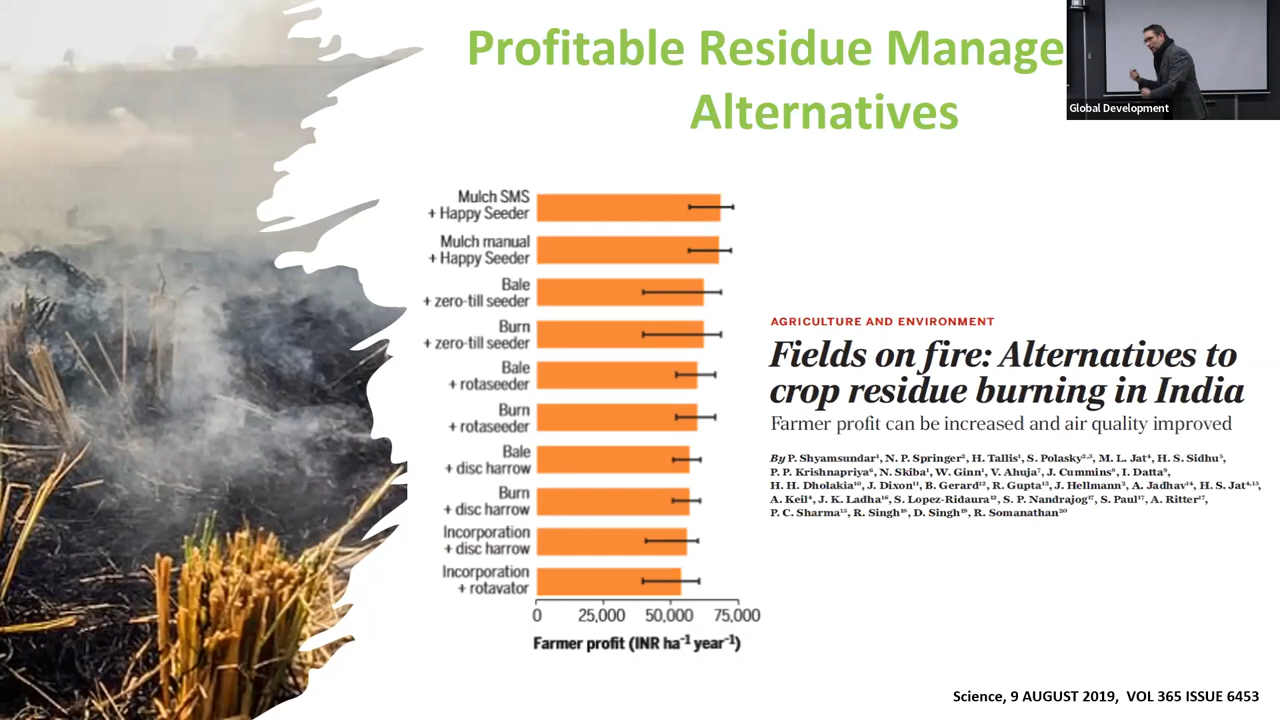 Profitable Residue Manage
Alternatives
Global Development
Mulch SMS
+ Happy Seeder
Mulch manual
+ Happy Seeder
Bale
+ zero-till seeder
Burn
+ zero-till seeder
Bale
+ rotaseeder
Burn
+ rotaseeder
Bale
+ disc harrow
Burn
+ disc harrow
Incorporation
+ disc harrow
Incorporation
+ rotavator
0 25,000 50,000 75,000
Farmer profit (INR ha⁻¹ year⁻¹)
AGRICULTURE AND ENVIRONMENT
Fields on fire: Alternatives to
crop residue burning in India
Farmer profit can be increased and air quality improved
By P. Shyamsundar¹, N. P. Springer², H. Tallis¹, S. Polasky²,³, M. L. Jat⁴, H. S. Sidhu⁵,
P. P. Krishnapriya⁶, N. Skiba¹, W. Ginn¹, V. Ahuja⁷, J. Cummins⁸, I. Datta⁹,
H. H. Dholakia¹⁰, J. Dixon¹¹, B. Gerard¹², R. Gupta¹³, J. Hellmann², A. Jadhav¹⁴, H. S. Jat⁴,¹⁵,
A. Keil⁴, J. K. Ladha¹⁶, S. Lopez-Ridaura¹², S. P. Nandrajog¹⁷, S. Paul¹⁷, A. Ritter¹⁷,
P. C. Sharma¹⁵, R. Singh¹⁸, D. Singh¹⁹, R. Somanathan²⁰
Science, 9 AUGUST 2019, VOL 365 ISSUE 6453